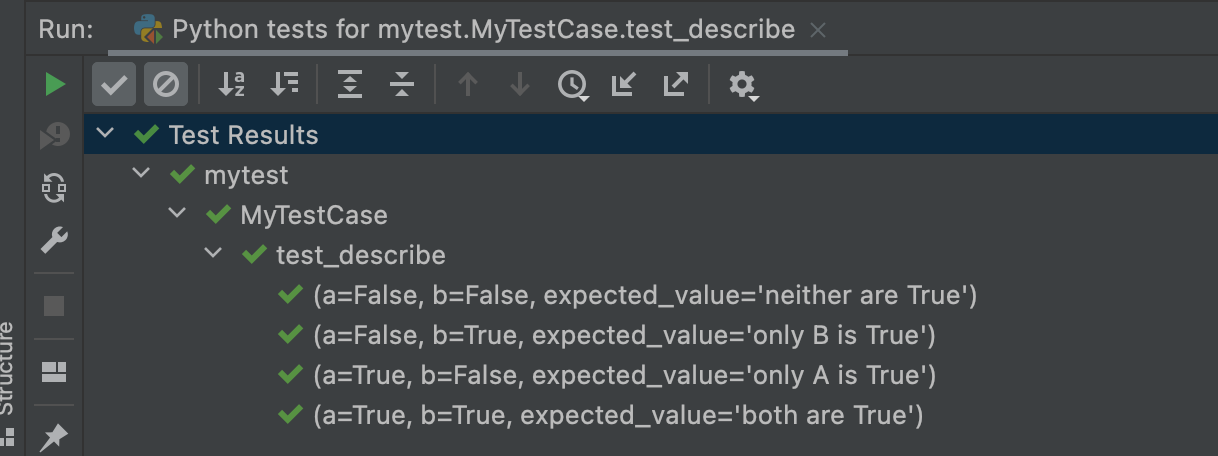 Run: Python tests for mytest.MyTestCase.test_describe
Test Results
mytest
MyTestCase
test_describe
(a=False, b=False, expected_value='neither are True')
(a=False, b=True, expected_value='only B is True')
(a=True, b=False, expected_value='only A is True')
(a=True, b=True, expected_value='both are True')
Structure